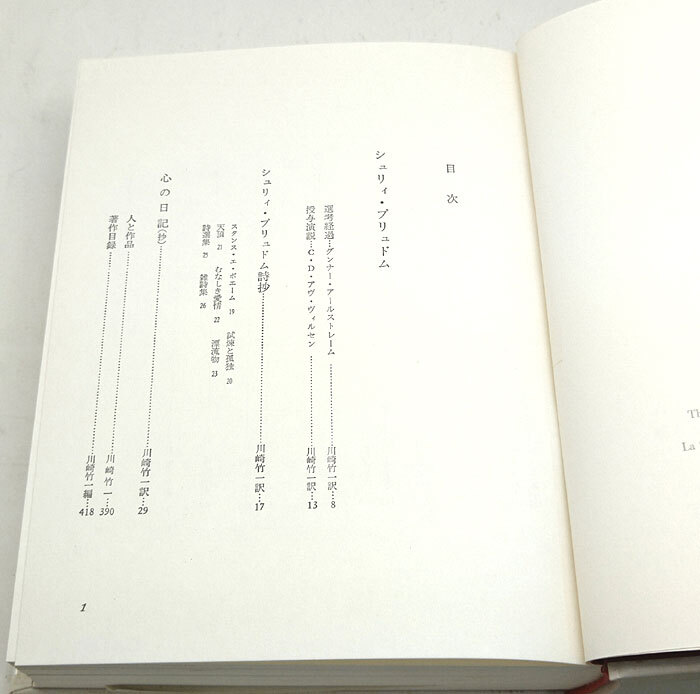 目次
シュリィ・プリュドム
選考経過…グンナー・アールストレーム…川崎竹一訳…8
授与演説…C・D・アヴ・ヴィルセン…川崎竹一訳…13
シュリィ・プリュドム詩抄…川崎竹一訳…17
スタンス・エ・ポエーム 19 試煉と孤独 20
天頂 21 むなしき愛情 22 漂流物 23
詩選集 25 雑詩集 26
心の日記(抄)…川崎竹一訳…29
人と作品…川崎竹一…390
著作目録…川崎竹一編…418
1
Th
La